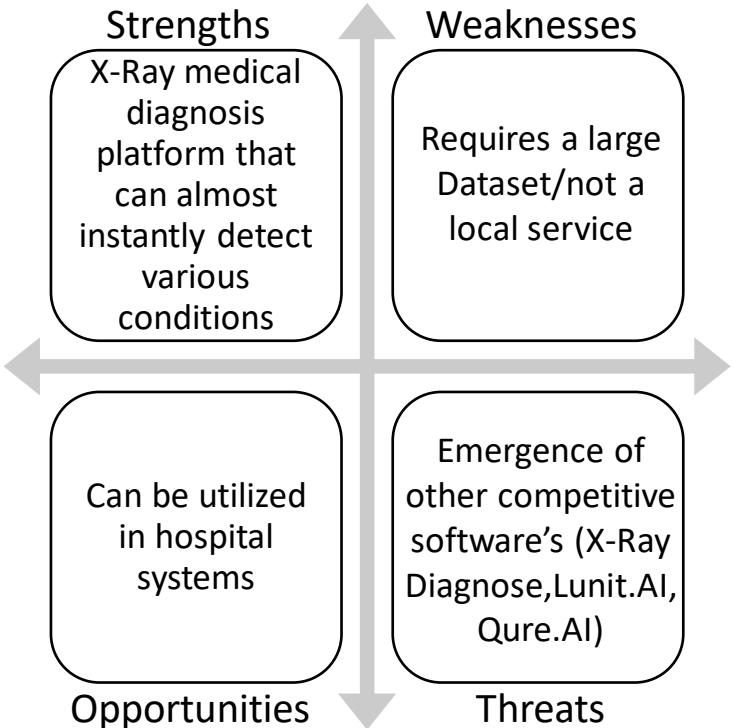 Strengths
X-Ray medical
diagnosis
platform that
can almost
instantly detect
various
conditions
Weaknesses
Requires a large
Dataset/not a
local service
Can be utilized
in hospital
systems
Opportunities
Emergence of
other competitive
software’s (X-Ray
Diagnose,Lunit.AI,
Qure.AI)
Threats